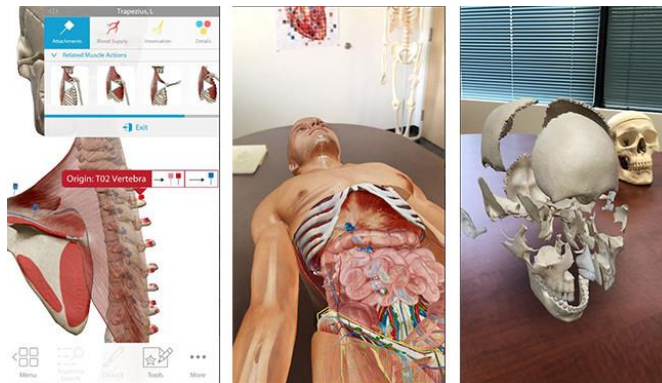 Trapezius, L
Attachments
Blood Supply
Innervation
Details
Related Muscle Actions
Exit
Origin: T02 Vertebra
Menu
Tools
More